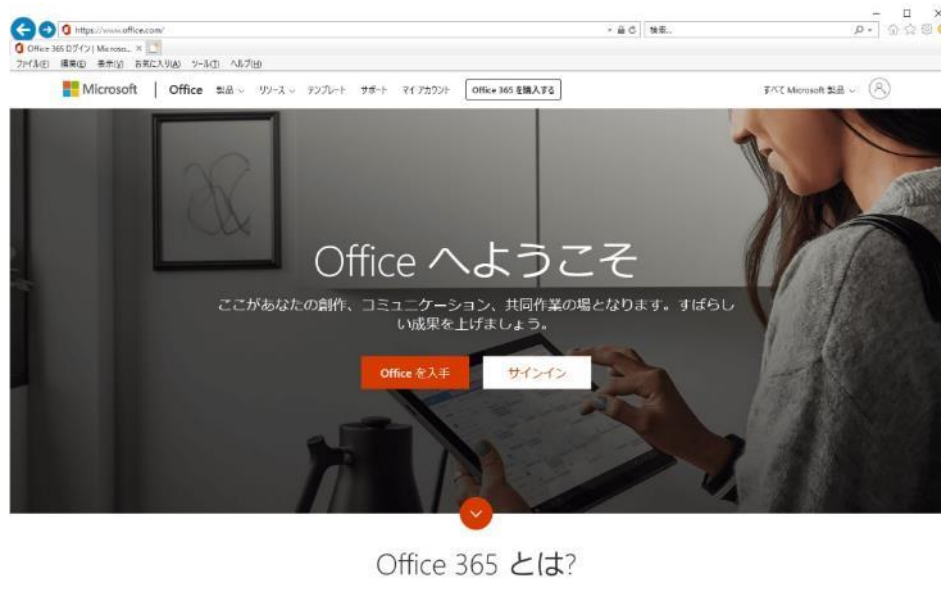 https://www.office.com/
検索...
Office 365 ログイン | Microso...
ファイル(F) 編集(E) 表示(V) お気に入り(A) ツール(T) ヘルプ(H)
Microsoft Office 製品 リソース テンプレート サポート マイ アカウント Office 365 を購入する すべて Microsoft 製品
Office へようこそ
ここがあなたの創作、コミュニケーション、共同作業の場となります。すばらし
い成果を上げましょう。
Office を入手 サインイン
Office 365 とは?